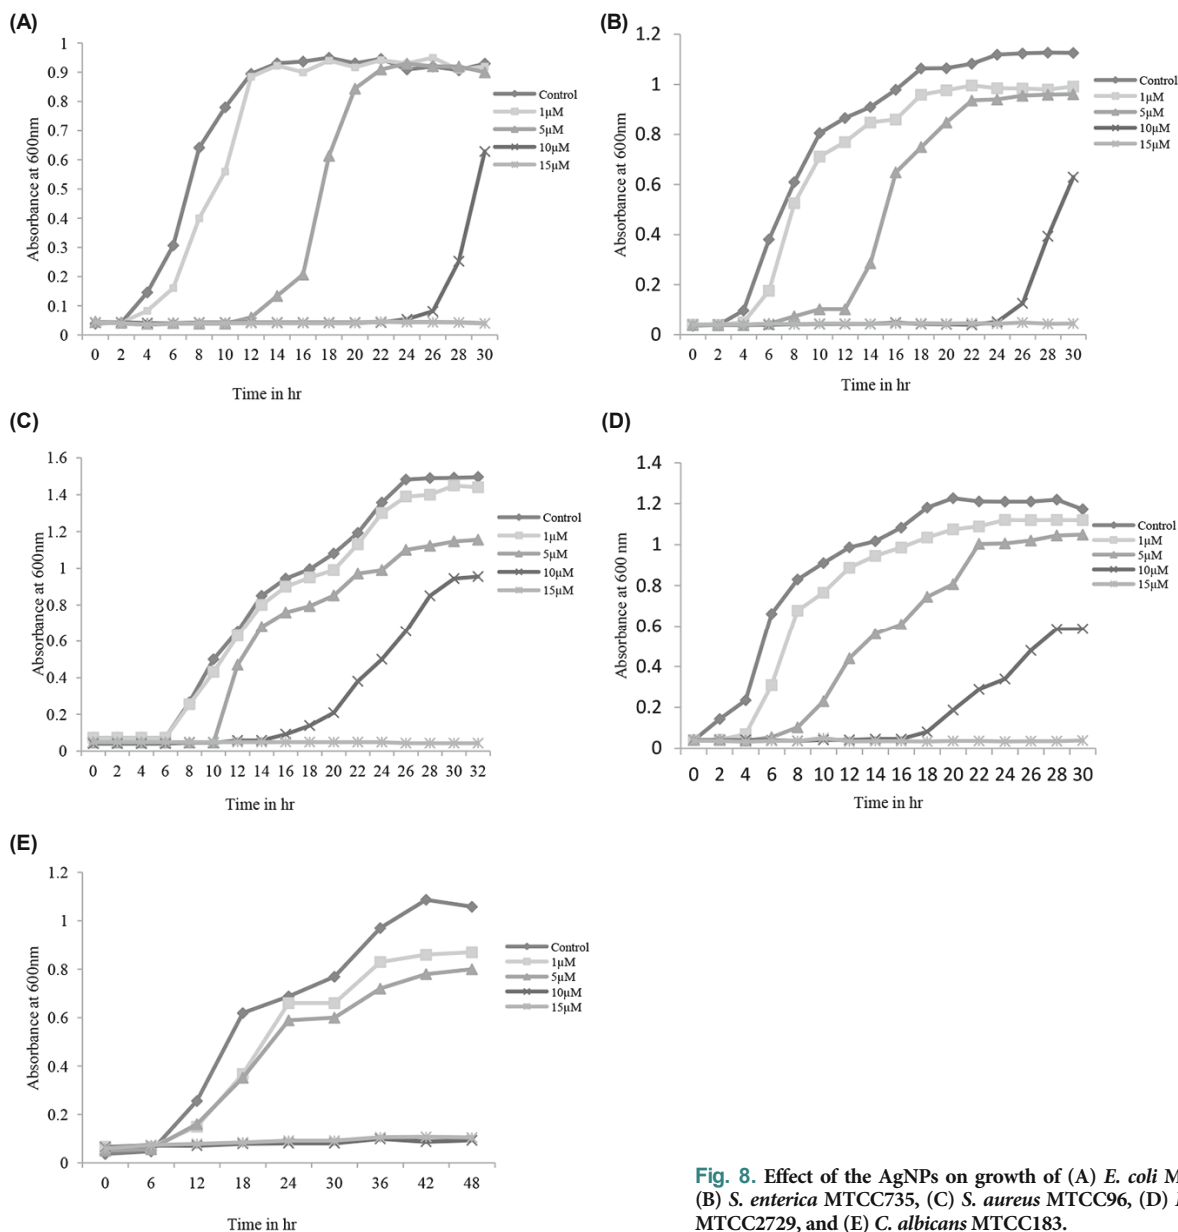 (A)
1
0.9
0.8
0.7
0.6
0.5
0.4
0.3
0.2
0.1
0
Absorbance at 600nm
0 2 4 6 8 10 12 14 16 18 20 22 24 26 28 30
Time in hr
Control
1μM
5μM
10μM
15μM
(B)
1.2
1
0.8
0.6
0.4
0.2
0
Absorbance at 600nm
0 2 4 6 8 10 12 14 16 18 20 22 24 26 28 30
Time in hr
Control
1μM
5μM
10μM
15μM
(C)
1.6
1.4
1.2
1
0.8
0.6
0.4
0.2
0
Absorbance at 600nm
0 2 4 6 8 10 12 14 16 18 20 22 24 26 28 30 32
Time in hr
Control
1μM
5μM
10μM
15μM
(D)
1.4
1.2
1
0.8
0.6
0.4
0.2
0
Absorbance at 600 nm
0 2 4 6 8 10 12 14 16 18 20 22 24 26 28 30
Time in hr
Control
1μM
5μM
10μM
15μM
(E)
1.2
1
0.8
0.6
0.4
0.2
0
Absorbance at 600nm
0 6 12 18 24 30 36 42 48
Time in hr
Control
1μM
5μM
10μM
15μM
Fig. 8. Effect of the AgNPs on growth of (A) E. coli
(B) S. enterica MTCC735, (C) S. aureus MTCC96, (D)
MTCC2729, and (E) C. albicans MTCC183.